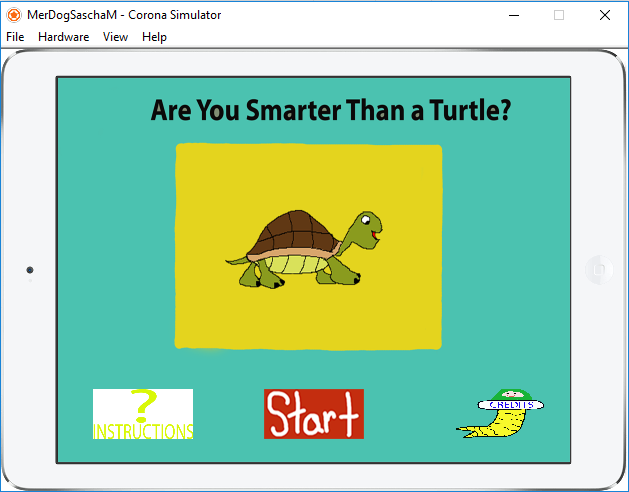 MerDogSaschaM - Corona Simulator
File Hardware View Help
Are You Smarter Than a Turtle?
?
INSTRUCTIONS
Start
CREDITS